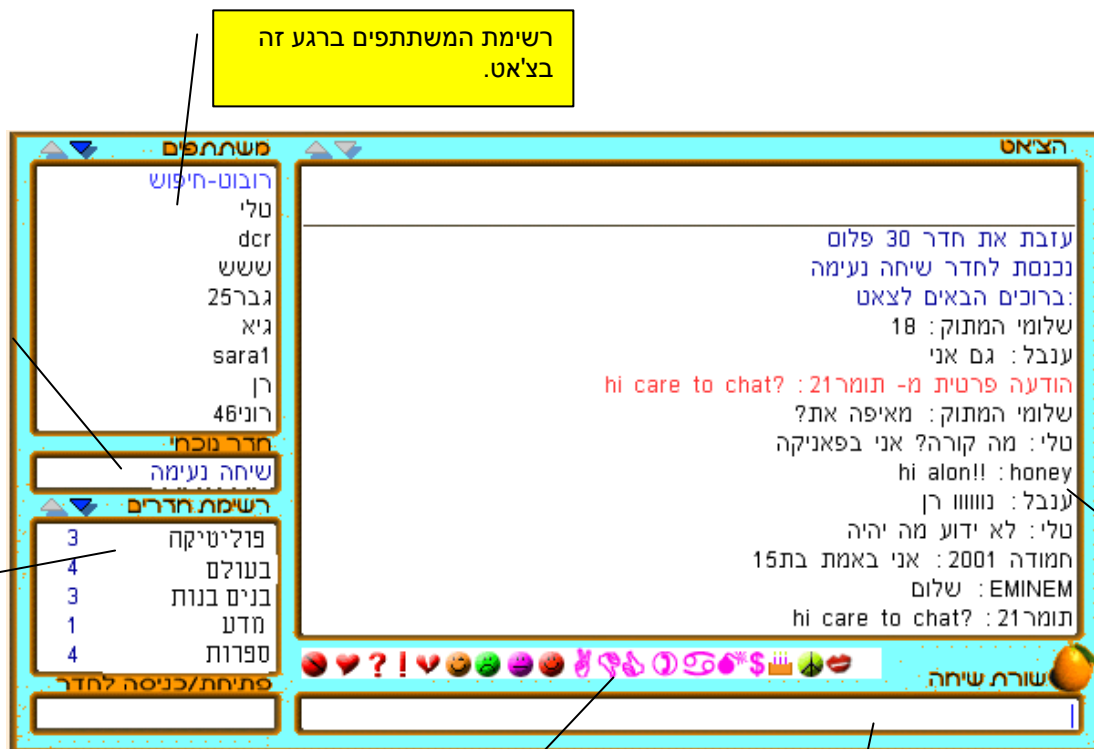 רשימת המשתתפים ברגע זה
בצ'אט.
הצ'אט
עזבת את חדר 30 פלוס
נכנסת לחדר שיחה נעימה
:ברוכים הבאים לצאט
שלומי המתוק: 18
ענבל: גם אני
הודעה פרטית מ- תומר21: hi care to chat?
שלומי המתוק: מאיפה את?
טלי: מה קורה? אני בפאניקה
hi alon!! :honey
ענבל: נווווווו רן
טלי: לא ידוע מה יהיה
חמודה 2001: אני באמת בת15
EMINEM: שלום
תומר21: hi care to chat?
שורת שיחה
משתתפים
רובוט-חיפוש
טלי
dcr
ששש
גבר25
גיא
sara1
רן
רוני46
חדר נוכחי
שיחה נעימה
רשימת חדרים
פוליטיקה 3
בעולם 4
בנים בנות 3
מדע 1
ספרות 4
פתיחת/כניסה לחדר